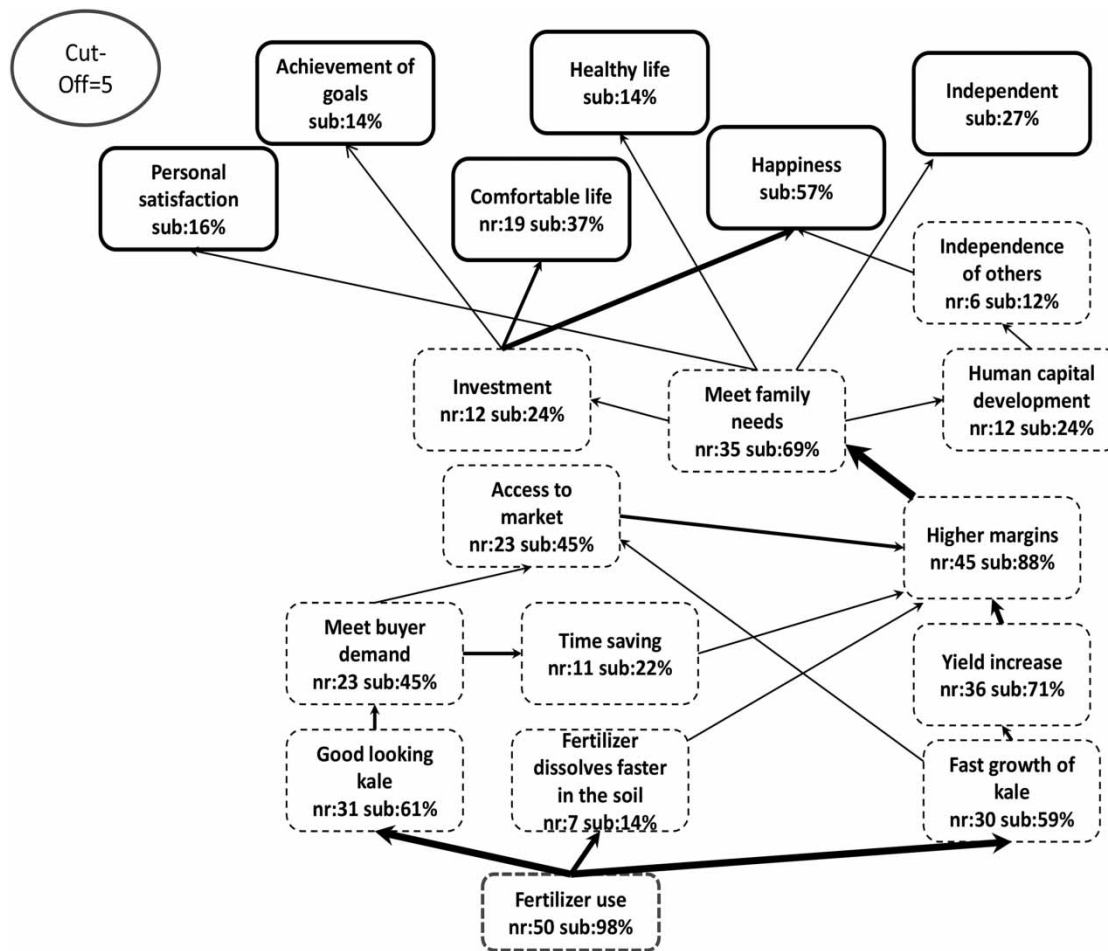 Cut-
Off=5
Achievement of
goals
sub:14%
Healthy life
sub:14%
Independent
sub:27%
Personal
satisfaction
sub:16%
Comfortable life
nr:19 sub:37%
Happiness
sub:57%
Independence
of others
nr:6 sub:12%
Investment
nr:12 sub:24%
Meet family
needs
nr:35 sub:69%
Human capital
development
nr:12 sub:24%
Access to
market
nr:23 sub:45%
Higher margins
nr:45 sub:88%
Meet buyer
demand
nr:23 sub:45%
Time saving
nr:11 sub:22%
Yield increase
nr:36 sub:71%
Good looking
kale
nr:31 sub:61%
Fertilizer
dissolves faster
in the soil
nr:7 sub:14%
Fast growth of
kale
nr:30 sub:59%
Fertilizer use
nr:50 sub:98%